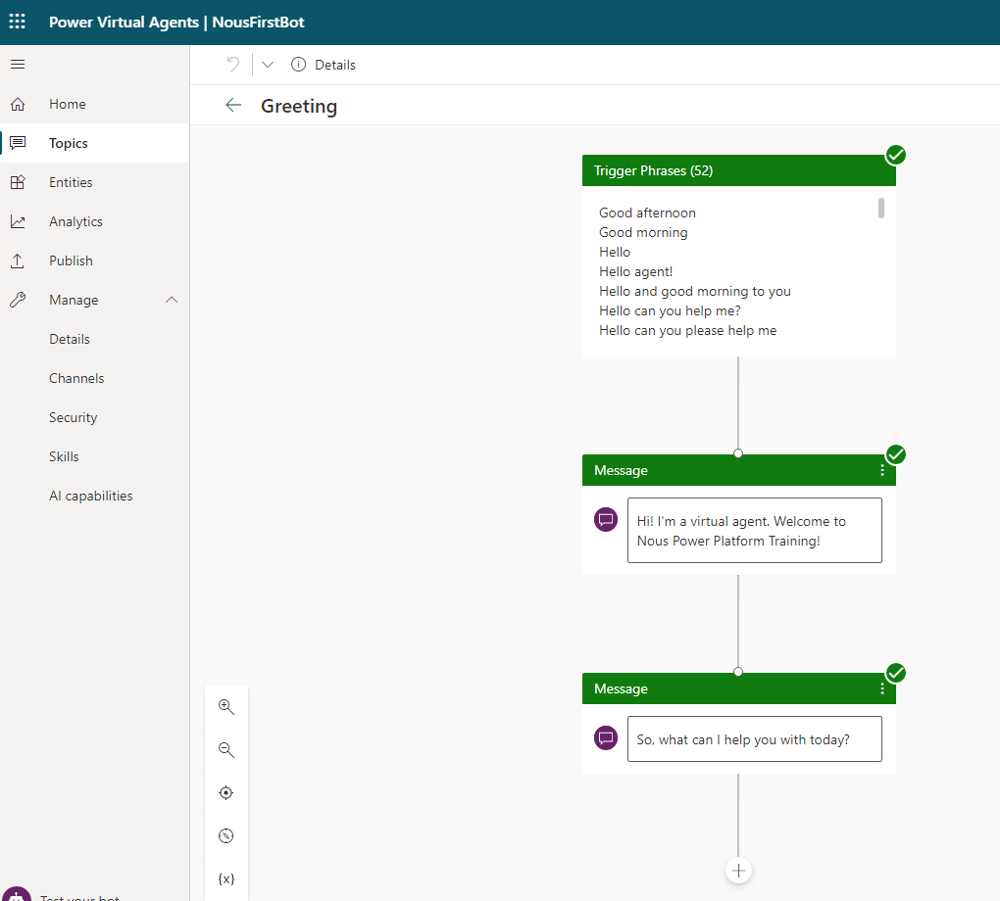 Power Virtual Agents | NousFirstBot
Details
Greeting
Home
Topics
Entities
Analytics
Publish
Manage
Details
Channels
Security
Skills
AI capabilities
Test your bot
Trigger Phrases (52)
Good afternoon
Good morning
Hello
Hello agent!
Hello and good morning to you
Hello can you help me?
Hello can you please help me
Message
Hi! I'm a virtual agent. Welcome to
Nous Power Platform Training!
Message
So, what can I help you with today?
{x}